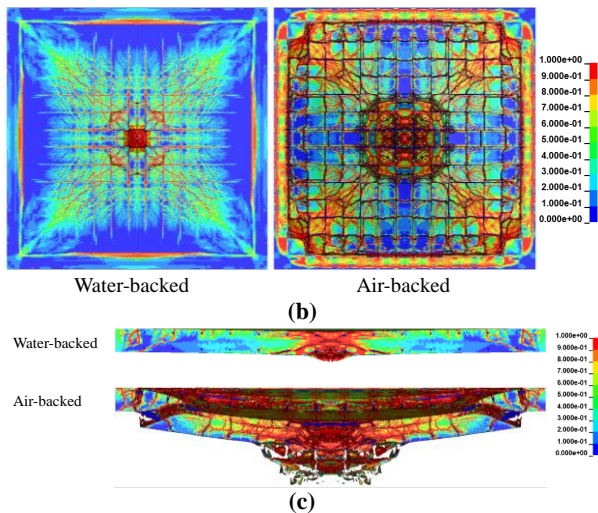 1.000e+00
9.000e-01
8.000e-01
7.000e-01
6.000e-01
5.000e-01
4.000e-01
3.000e-01
2.000e-01
1.000e-01
0.000e+00
Water-backed Air-backed
(b)
Water-backed
Air-backed
1.000e+00
9.000e-01
8.000e-01
7.000e-01
6.000e-01
5.000e-01
4.000e-01
3.000e-01
2.000e-01
1.000e-01
0.000e+00
(c)